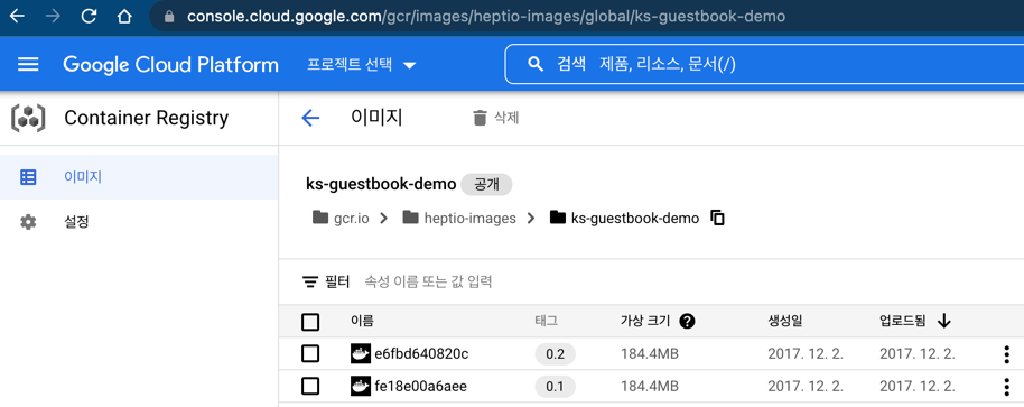 console.cloud.google.com/gcr/images/heptio-images/global/ks-guestbook-demo
Google Cloud Platform 프로젝트 선택 검색 제품, 리소스, 문서(/)
Container Registry 이미지 삭제
이미지
설정
ks-guestbook-demo 공개
gcr.io heptio-images ks-guestbook-demo
필터 속성 이름 또는 값 입력
이름 태그 가상 크기 생성일 업로드됨
e6fbd640820c 0.2 184.4MB 2017. 12. 2. 2017. 12. 2.
fe18e00a6aee 0.1 184.4MB 2017. 12. 2. 2017. 12. 2.